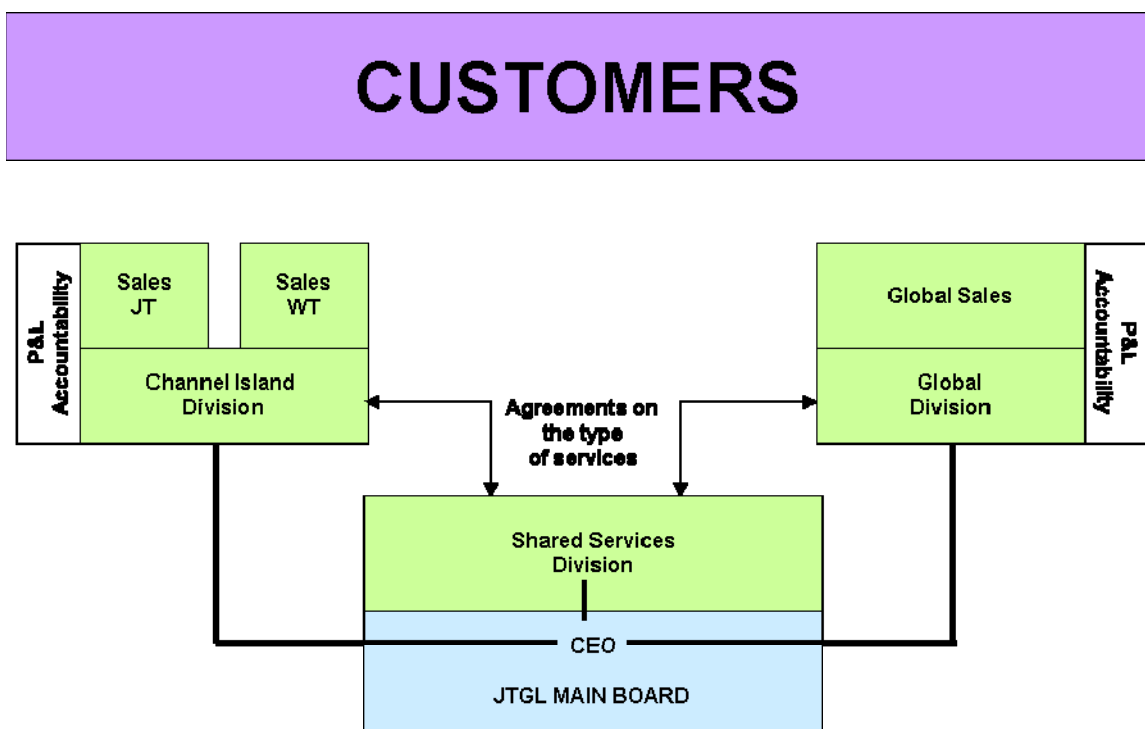 CUSTOMERS
P&L
Accountability
Sales
JT
Sales
WT
Channel Island
Division
Agreements on
the type
of services
Global Sales
Global
Division
P&L
Accountability
Shared Services
Division
CEO
JTGL MAIN BOARD